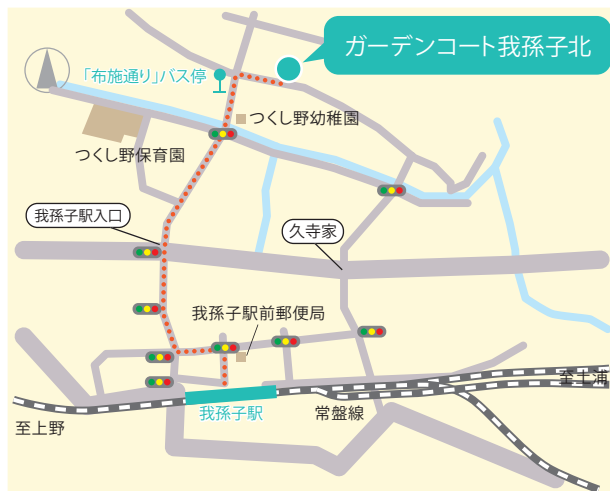 ガーデンコート我孫子北
「布施通り」バス停
つくし野幼稚園
つくし野保育園
我孫子駅入口
久寺家
我孫子駅前郵便局
至土浦
我孫子駅
常盤線
至上野